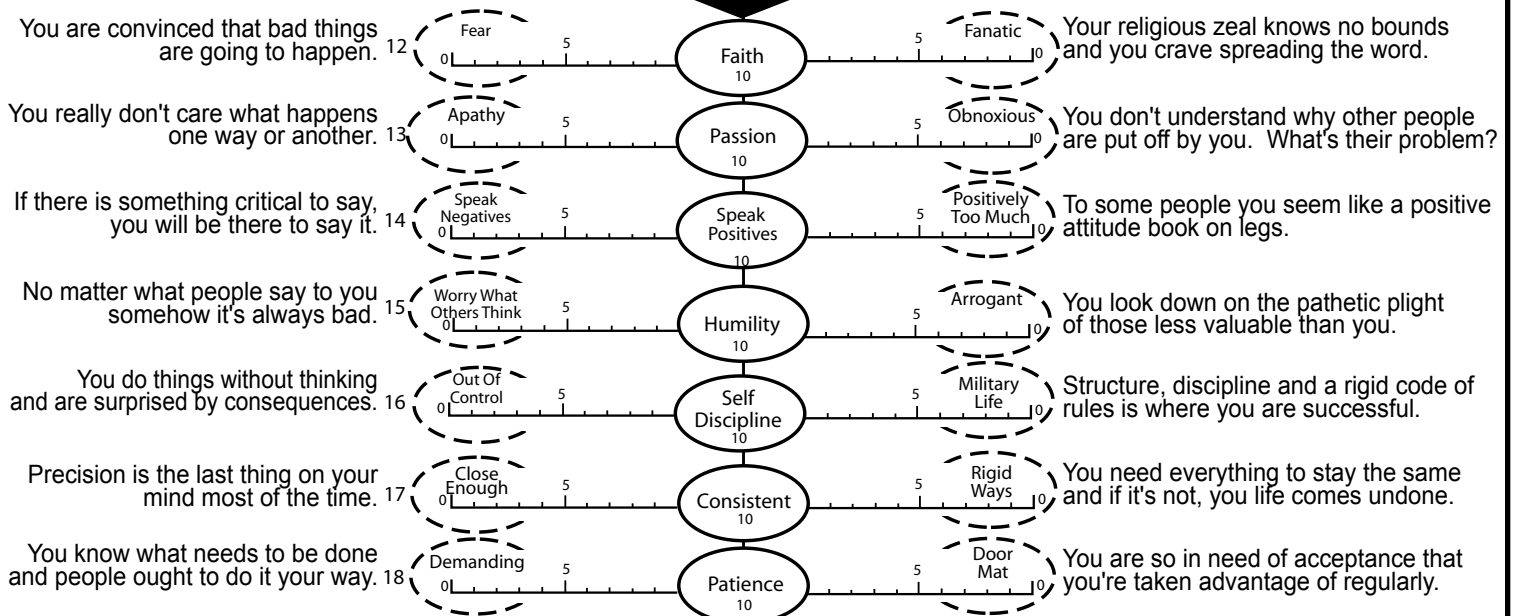 You are convinced that bad things
are going to happen. 12
Fear
0
5
Faith
10
5
Fanatic
0
Your religious zeal knows no bounds
and you crave spreading the word.
You really don't care what happens
one way or another. 13
Apathy
0
5
Passion
10
5
Obnoxious
0
You don't understand why other people
are put off by you. What's their problem?
If there is something critical to say,
you will be there to say it. 14
Speak
Negatives
0
5
Speak
Positives
10
5
Positively
Too Much
0
To some people you seem like a positive
attitude book on legs.
No matter what people say to you
somehow it's always bad. 15
Worry What
Others Think
0
5
Humility
10
5
Arrogant
0
You look down on the pathetic plight
of those less valuable than you.
You do things without thinking
and are surprised by consequences. 16
Out Of
Control
0
5
Self
Discipline
10
5
Military
Life
0
Structure, discipline and a rigid code of
rules is where you are successful.
Precision is the last thing on your
mind most of the time. 17
Close
Enough
0
5
Consistent
10
5
Rigid
Ways
0
You need everything to stay the same
and if it's not, you life comes undone.
You know what needs to be done
and people ought to do it your way. 18
Demanding
0
5
Patience
10
5
Door
Mat
0
You are so in need of acceptance that
you're taken advantage of regularly.